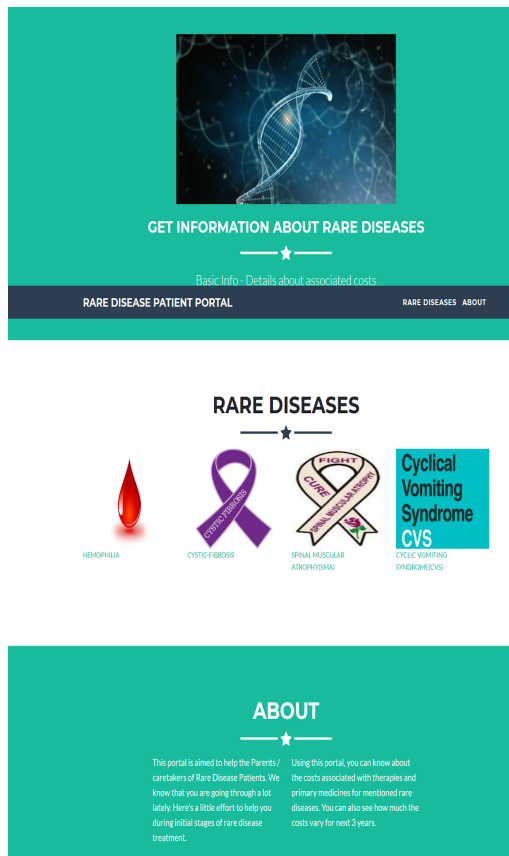 GET INFORMATION ABOUT RARE DISEASES
Basic Info - Details about associated costs
RARE DISEASE PATIENT PORTAL
RARE DISEASES ABOUT
RARE DISEASES
CYSTIC-FIBROSIS
FIGHT
CURE
SPINAL MUSCULAR ATROPHY
Cyclical
Vomiting
Syndrome
CVS
HEMOPHILIA
CYSTIC-FIBROSIS
SPINAL MUSCULAR
ATROPHY(SMA)
CYCLIC VOMITING
SYNDROME(CVS)
ABOUT
This portal is aimed to help the Parents /
caretakers of Rare Disease Patients. We
know that you are going through a lot
lately. Here's a little effort to help you
during initial stages of rare disease
treatment.
Using this portal, you can know about
the costs associated with therapies and
primary medicines for mentioned rare
diseases. You can also see how much the
costs vary for next 3 years.